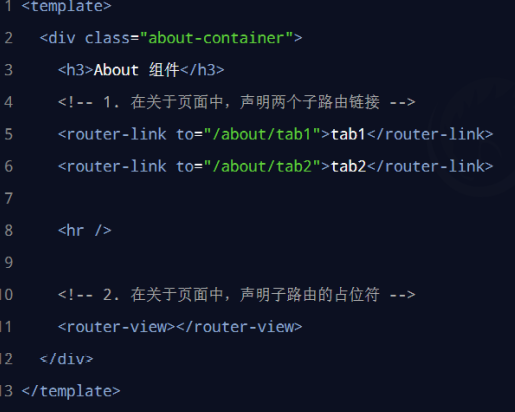 1 <template>
2 <div class="about-container">
3 <h3>About 组件</h3>
4 <!-- 1. 在关于页面中，声明两个子路由链接 -->
5 <router-link to="/about/tab1">tab1</router-link>
6 <router-link to="/about/tab2">tab2</router-link>
7
8 <hr />
9
10 <!-- 2. 在关于页面中，声明子路由的占位符 -->
11 <router-view></router-view>
12 </div>
13 </template>